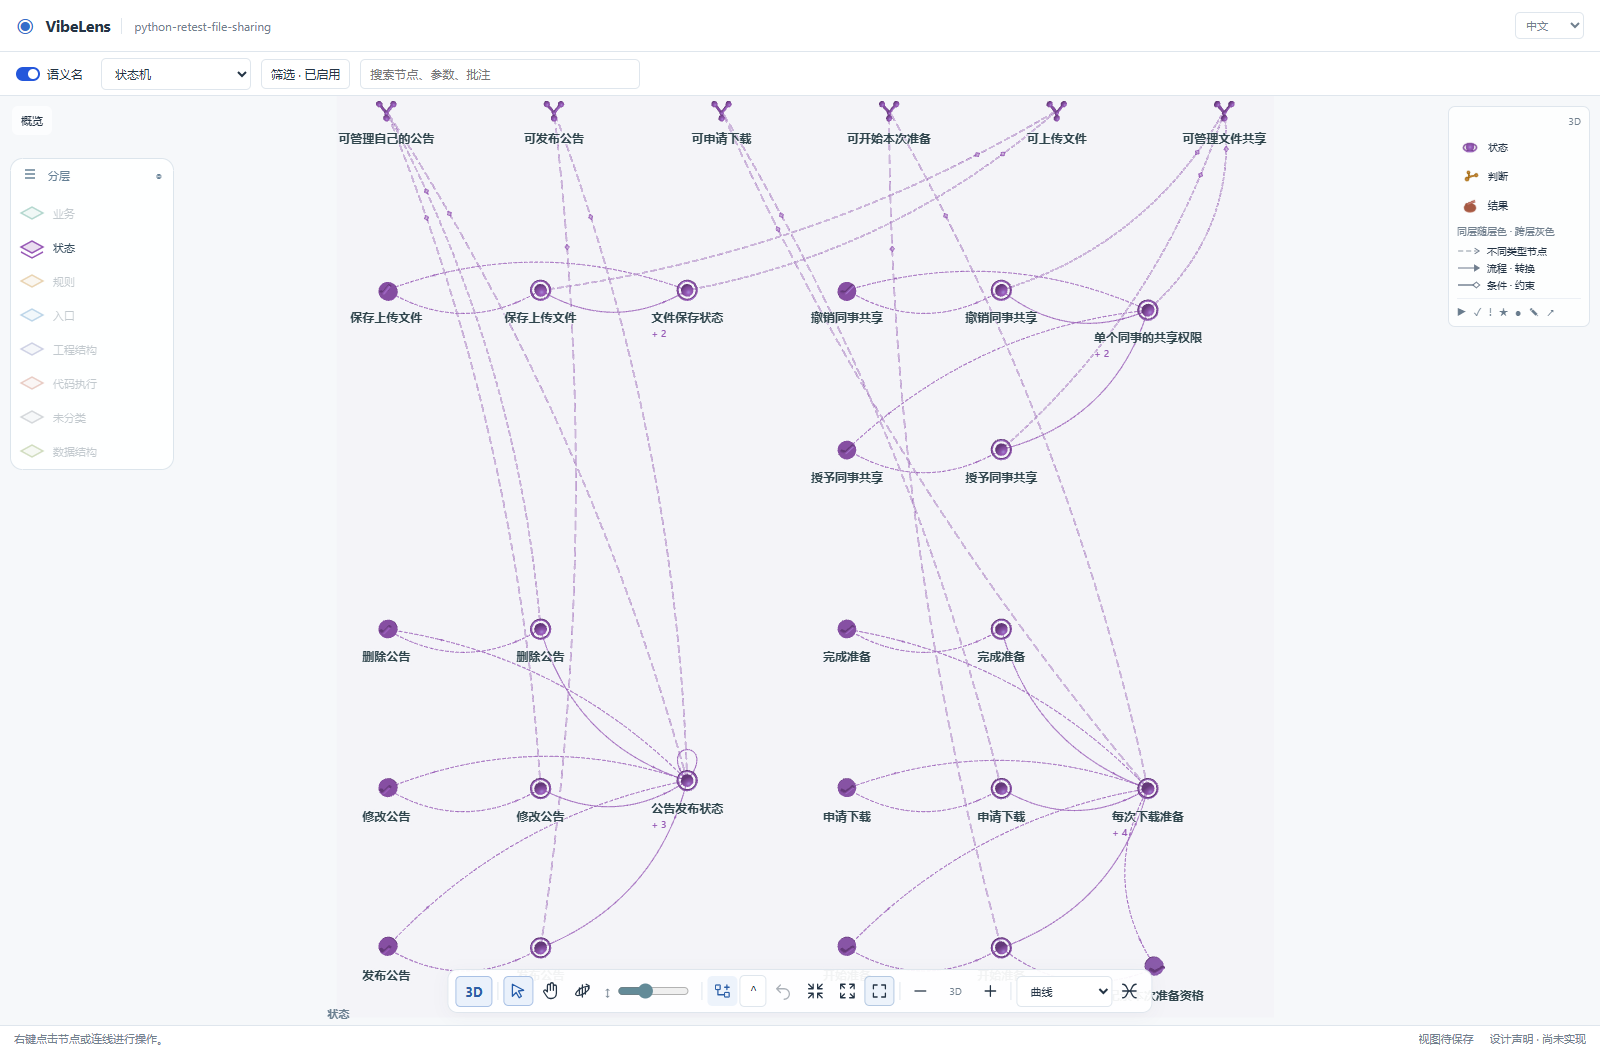 VibeLens
python-retest-file-sharing
中文
语义名
状态机
筛选 · 已启用
搜索节点、参数、批注
概览
分层
业务
状态
规则
入口
工程结构
代码执行
未分类
数据结构
可管理自己的公告
可发布公告
可申请下载
可开始本次准备
可上传文件
可管理文件共享
3D
状态
判断
结果
同层随层色 · 跨层灰色
不同类型节点
流程 · 转换
条件 · 约束
保存上传文件
保存上传文件
文件保存状态
+ 2
撤销同事共享
撤销同事共享
单个同事的共享权限
+ 2
授予同事共享
授予同事共享
删除公告
删除公告
完成准备
完成准备
修改公告
修改公告
公告发布状态
+ 3
申请下载
申请下载
每次下载准备
+ 4
发布公告
次准备资格
状态
3D
3D
曲线
右键点击节点或连线进行操作。
视图待保存
设计声明 · 尚未实现